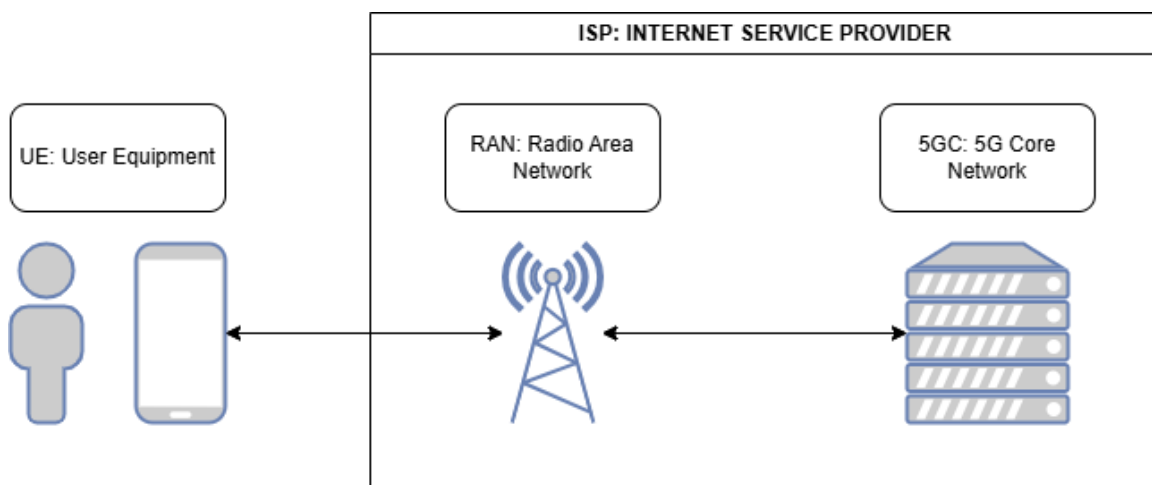 ISP: INTERNET SERVICE PROVIDER
UE: User Equipment
RAN: Radio Area
Network
5GC: 5G Core
Network